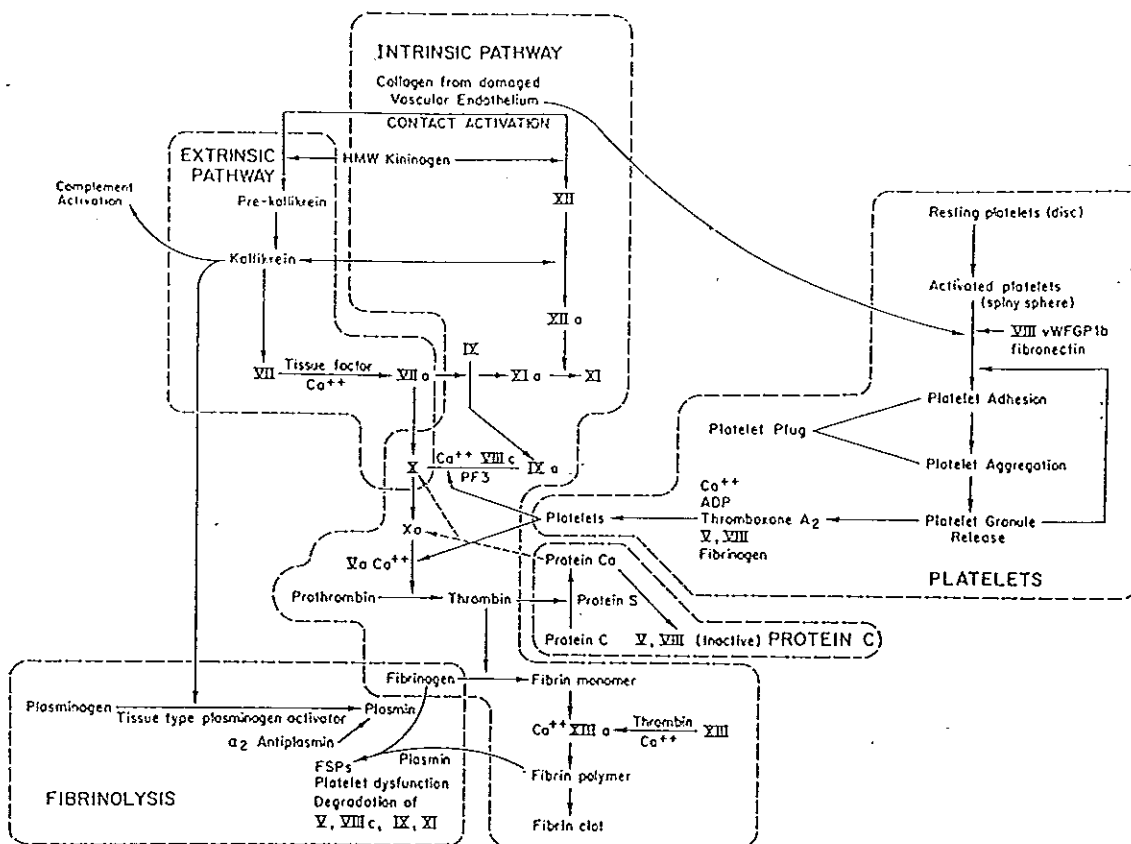 INTRINSIC PATHWAY
Collagen from damaged
Vascular Endothelium
CONTACT ACTIVATION
EXTRINSIC
PATHWAY
HMW Kininogen
Complement
Activation
Pre-kallikrein
XII
Kallikrein
XII a
IX
VII
Tissue factor
Ca++
VII a
XI a
XI
X
Ca++ VIII c
PF3
IX a
Xa
Va Ca++
Prothrombin
Thrombin
Resting platelets (disc)
Activated platelets
(spiny sphere)
VIII vWFGP1b
fibronectin
Platelet Adhesion
Platelet Plug
Platelet Aggregation
Ca++
ADP
Thromboxane A2
V, VIII
Fibrinogen
Platelets
Platelet Granule
Release
PLATELETS
Protein Ca
Protein S
Protein C
V, VIII (inactive) PROTEIN C
Fibrinogen
Fibrin monomer
Plasminogen
Tissue type plasminogen activator
Plasmin
α2 Antiplasmin
Ca++ XIII a
Thrombin
Ca++
XIII
FSPs
Plasmin
Platelet dysfunction
Degradation of
V, VIII c, IX, XI
Fibrin polymer
FIBRINOLYSIS
Fibrin clot